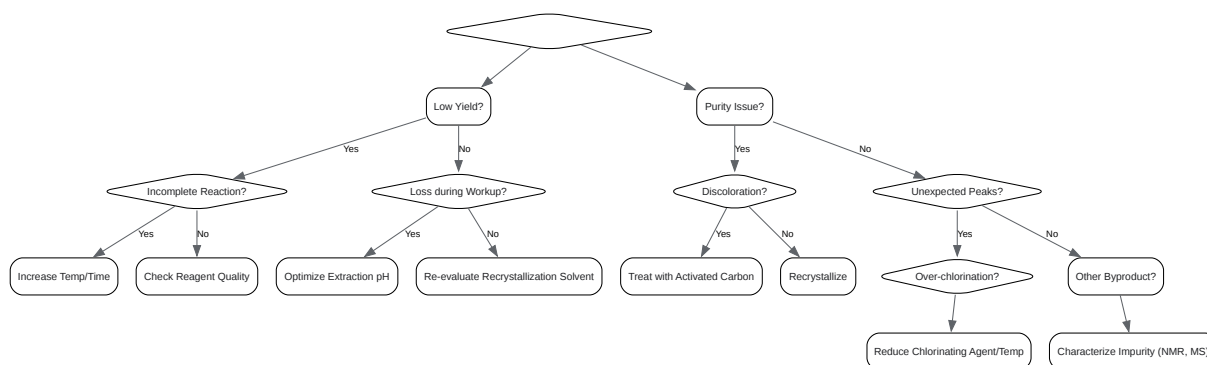 Low Yield?
Purity Issue?
Yes
No
Yes
No
Incomplete Reaction?
Loss during Workup?
Discoloration?
Unexpected Peaks?
Yes
No
Yes
No
Yes
No
Yes
No
Increase Temp/Time
Check Reagent Quality
Optimize Extraction pH
Re-evaluate Recrystallization Solvent
Treat with Activated Carbon
Recrystallize
Over-chlorination?
Other Byproduct?
Reduce Chlorinating Agent/Temp
Characterize Impurity (NMR, MS)